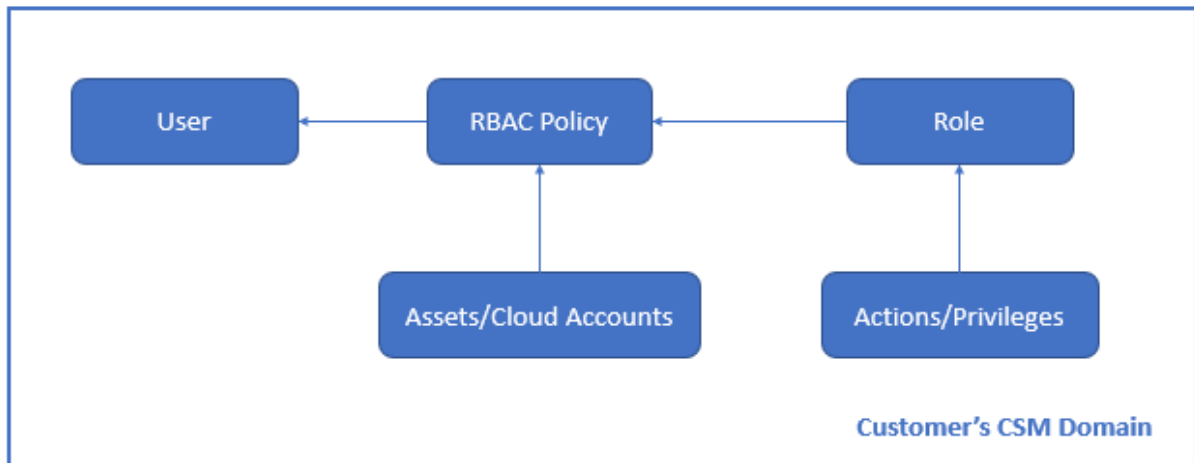 User
RBAC Policy
Role
Assets/Cloud Accounts
Actions/Privileges
Customer’s CSM Domain